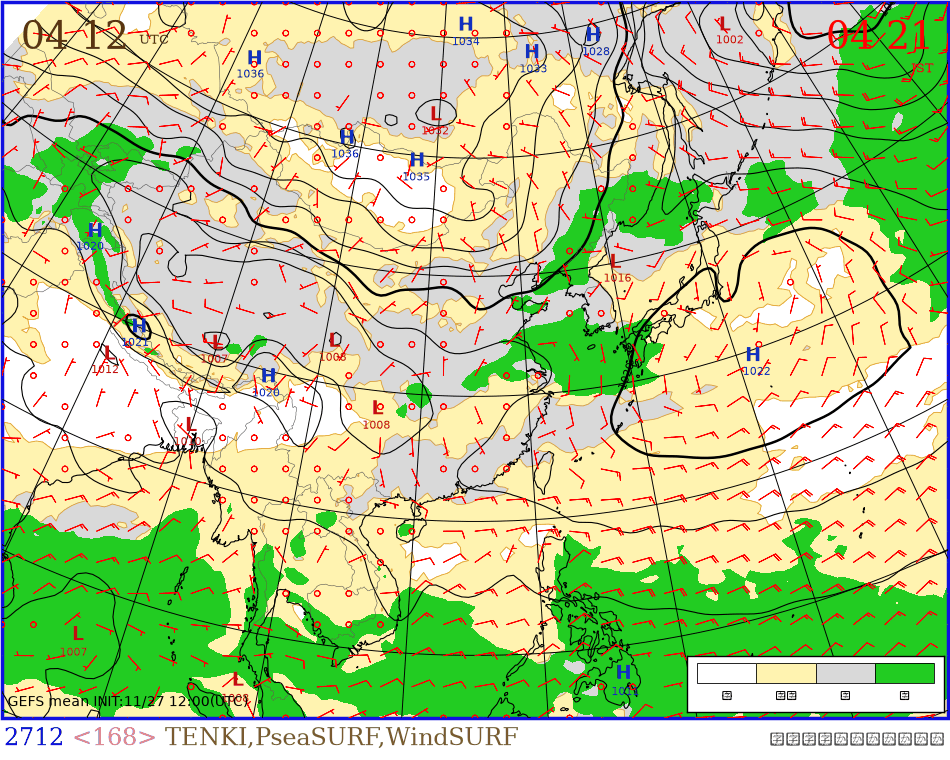 04 12 UTC
04 21 JST
H 1034
L 1002
H 1028
H 1033
H 1036
L 1032
H 1036
H 1035
H 1020
L 1016
H 1021
L 1007
L 1008
L 1012
H 1022
H 1020
L 1008
L
L 1007
H
L 1008
GEFS mean INIT:11/27 12:00(UTC)
2712 <168> TENKI,PseaSURF,WindSURF